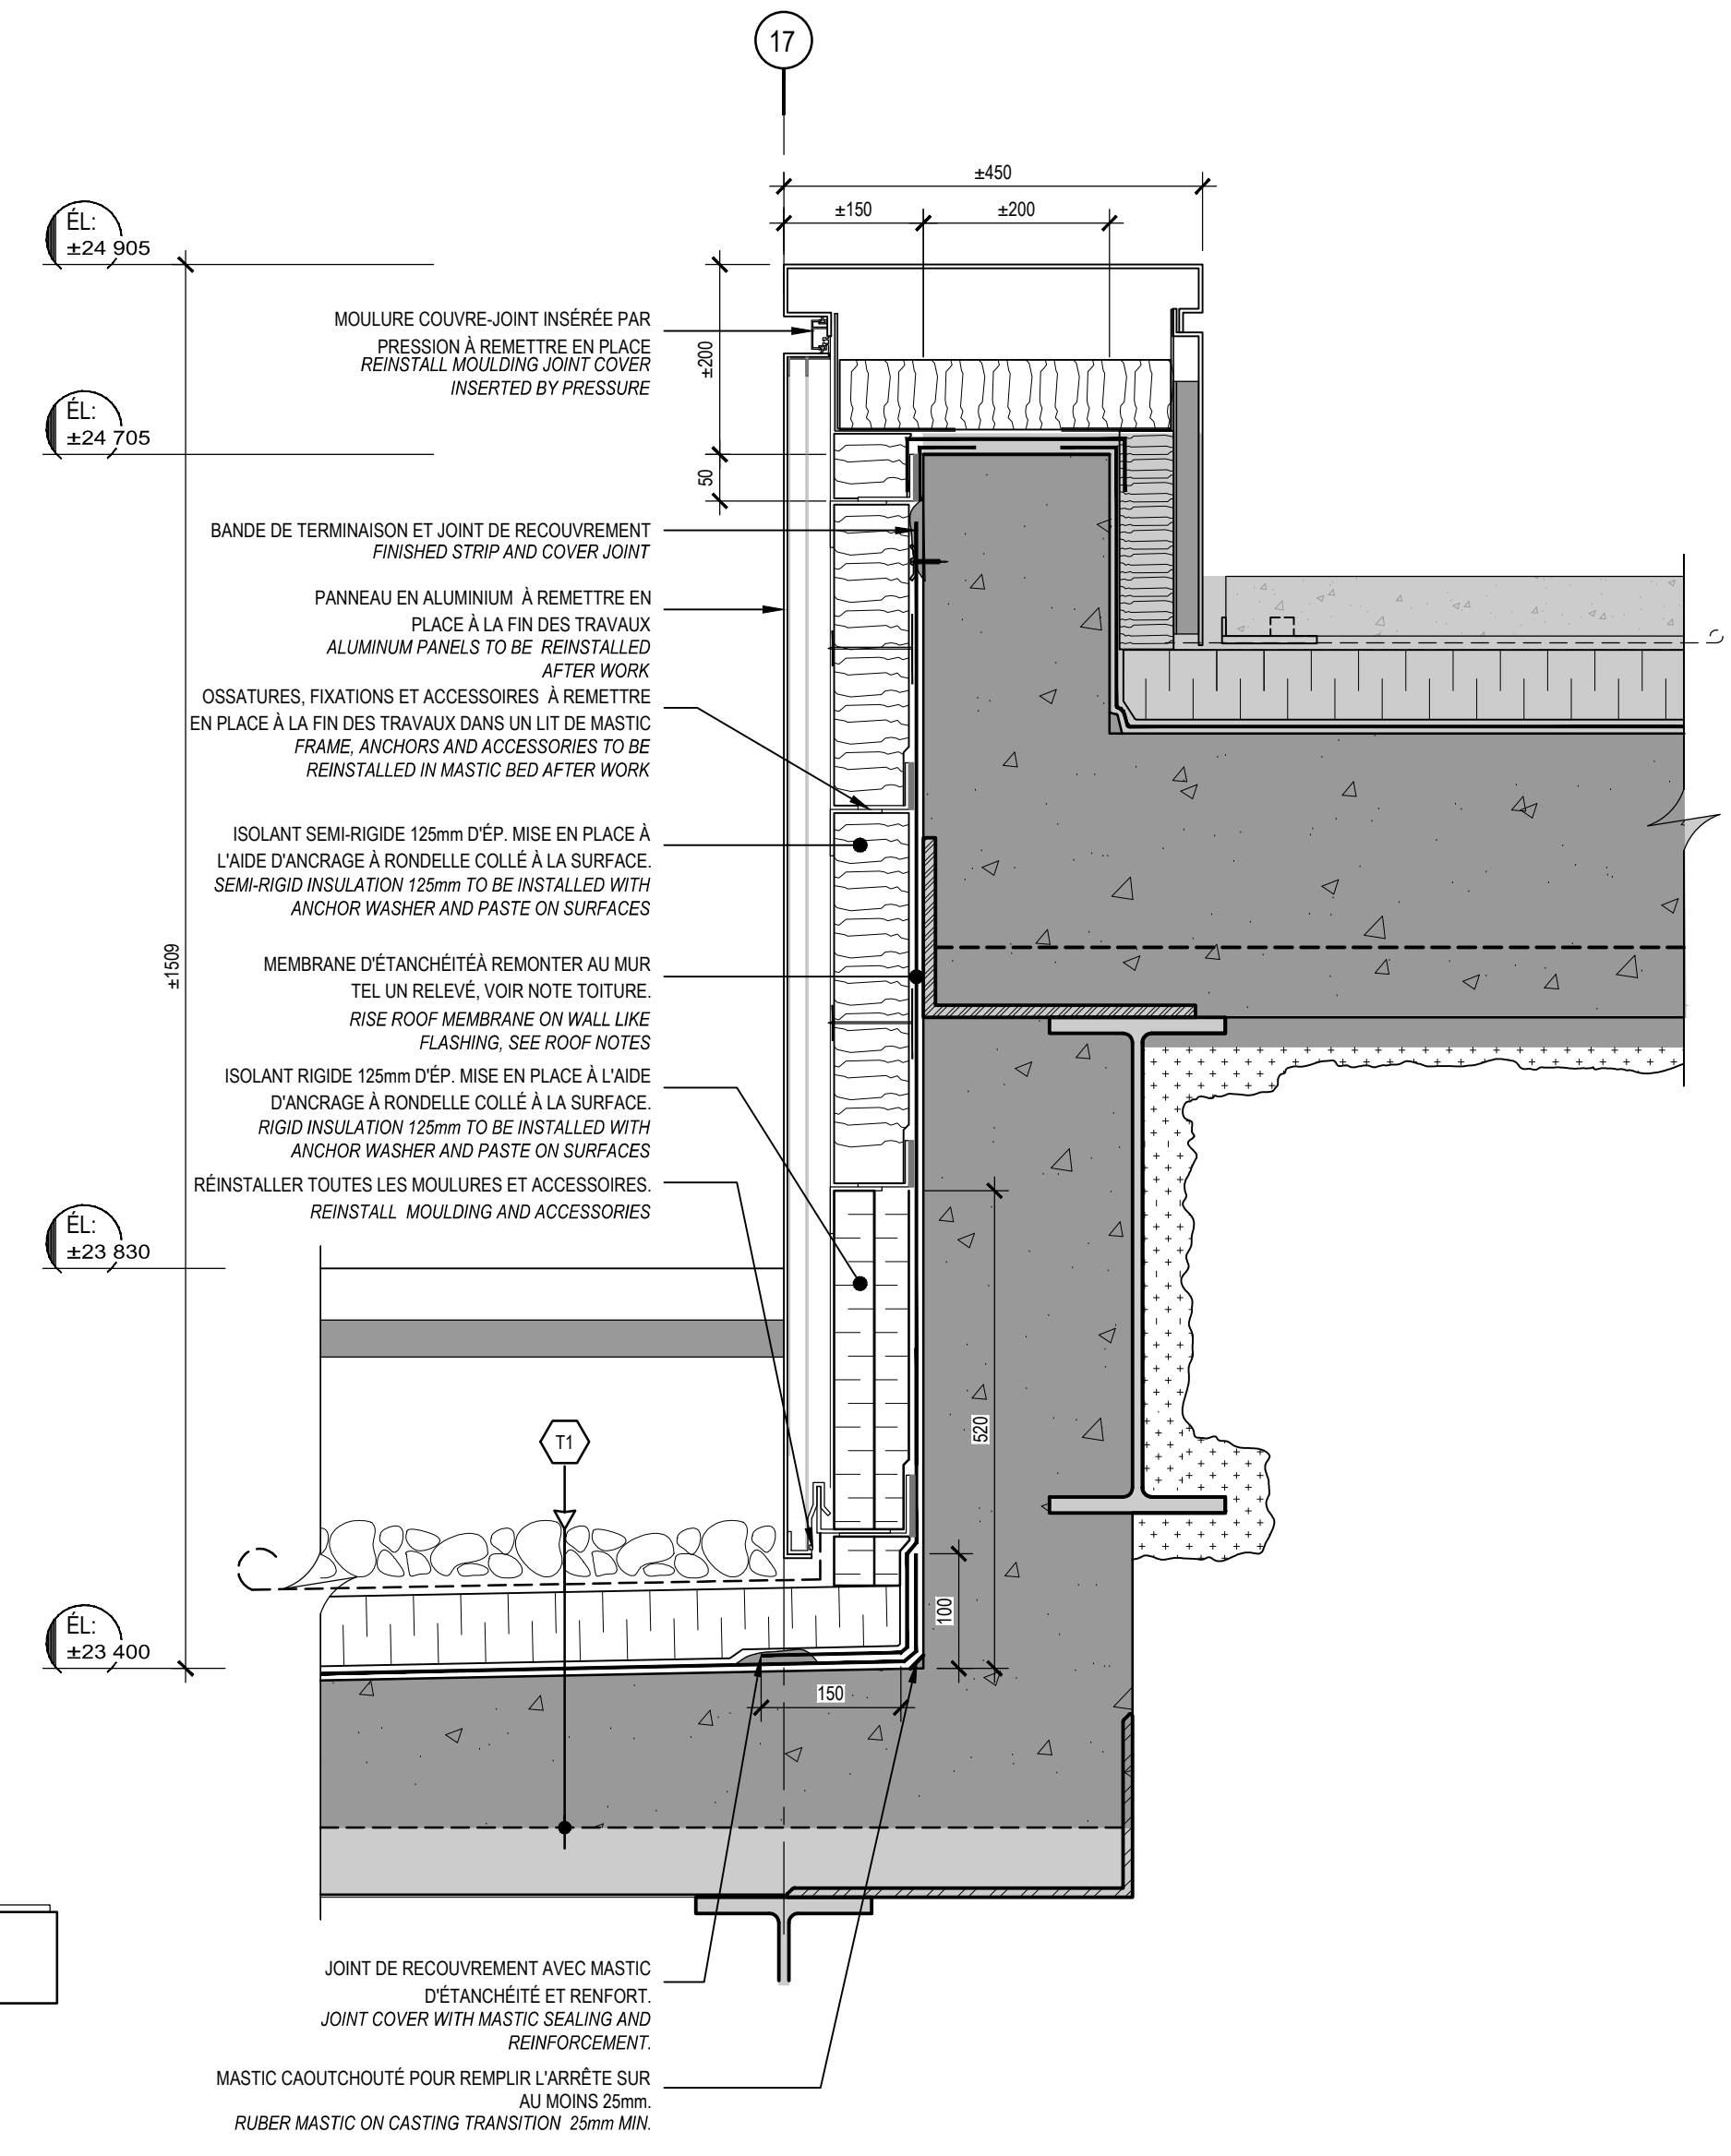 17
±450
±150
±200
ÉL:
±24 905
MOULURE COUVRE-JOINT INSÉRÉE PAR
PRESSION À REMETTRE EN PLACE
REINSTALL MOULDING JOINT COVER
INSERTED BY PRESSURE
±200
ÉL:
±24 705
50
BANDE DE TERMINAISON ET JOINT DE RECOUVREMENT
FINISHED STRIP AND COVER JOINT
PANNEAU EN ALUMINIUM À REMETTRE EN
PLACE À LA FIN DES TRAVAUX
ALUMINUM PANELS TO BE REINSTALLED
AFTER WORK
OSSATURES, FIXATIONS ET ACCESSOIRES À REMETTRE
EN PLACE À LA FIN DES TRAVAUX DANS UN LIT DE MASTIC
FRAME, ANCHORS AND ACCESSORIES TO BE
REINSTALLED IN MASTIC BED AFTER WORK
ISOLANT SEMI-RIGIDE 125mm D'ÉP. MISE EN PLACE À
L'AIDE D'ANCRAGE À RONDELLE COLLÉ À LA SURFACE.
SEMI-RIGID INSULATION 125mm TO BE INSTALLED WITH
ANCHOR WASHER AND PASTE ON SURFACES
±1509
MEMBRANE D'ÉTANCHÉITÉÀ REMONTER AU MUR
TEL UN RELEVÉ, VOIR NOTE TOITURE.
RISE ROOF MEMBRANE ON WALL LIKE
FLASHING, SEE ROOF NOTES
ISOLANT RIGIDE 125mm D'ÉP. MISE EN PLACE À L'AIDE
D'ANCRAGE À RONDELLE COLLÉ À LA SURFACE.
RIGID INSULATION 125mm TO BE INSTALLED WITH
ANCHOR WASHER AND PASTE ON SURFACES
RÉINSTALLER TOUTES LES MOULURES ET ACCESSOIRES.
REINSTALL MOULDING AND ACCESSORIES
ÉL:
±23 830
520
T1
100
ÉL:
±23 400
150
JOINT DE RECOUVREMENT AVEC MASTIC
D'ÉTANCHÉITÉ ET RENFORT.
JOINT COVER WITH MASTIC SEALING AND
REINFORCEMENT.
MASTIC CAOUTCHOUTÉ POUR REMPLIR L'ARRÊTE SUR
AU MOINS 25mm.
RUBER MASTIC ON CASTING TRANSITION 25mm MIN.